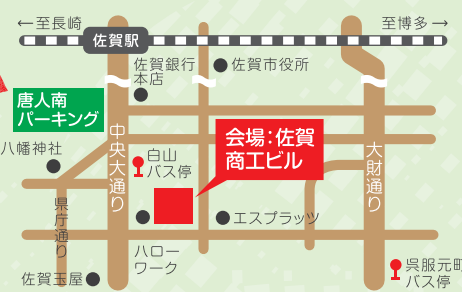 ←至長崎
至博多→
佐賀駅
佐賀銀行
本店
佐賀市役所
唐人南
パーキング
八幡神社
中央大通り
白山
バス停
会場:佐賀
商工ビル
大財通り
県庁通り
エスプラッツ
ハロー
ワーク
佐賀玉屋
呉服元町
バス停